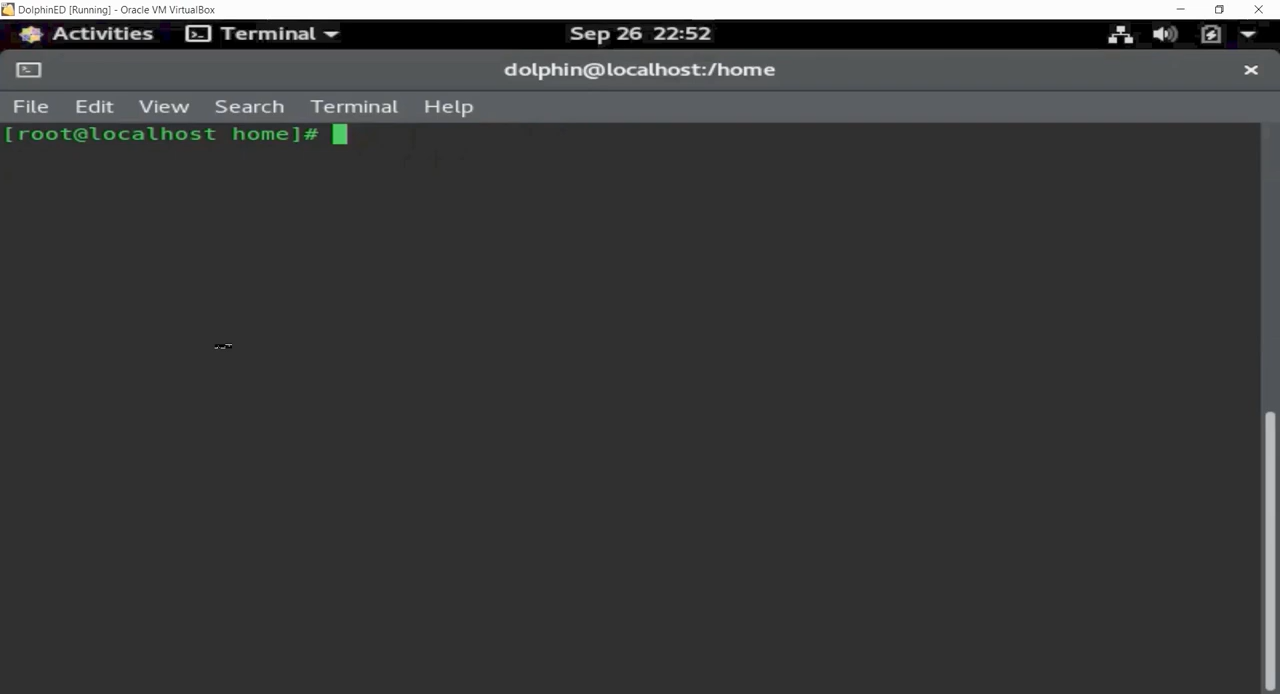 DolphinED [Running] - Oracle VM VirtualBox
Activities Terminal Sep 26 22:52
dolphin@localhost:/home
File Edit View Search Terminal Help
[root@localhost home]#